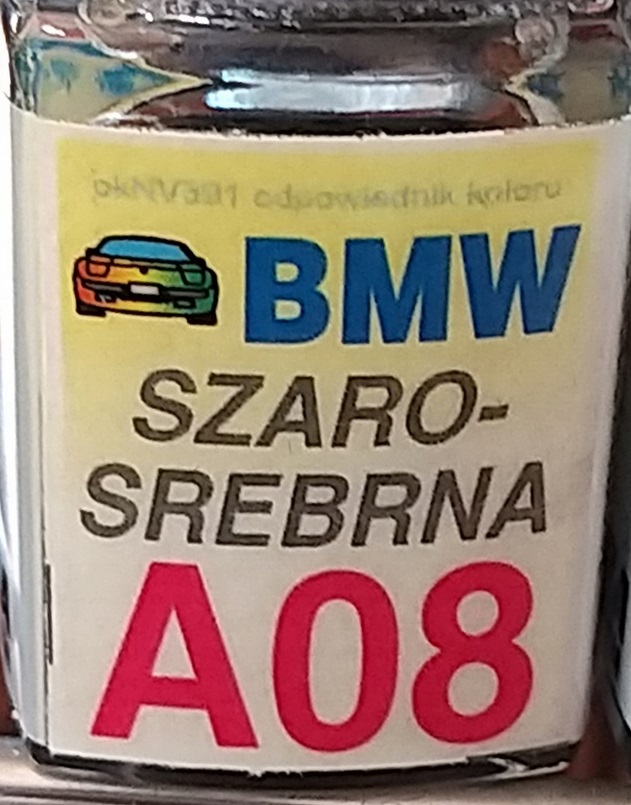 odpowiednik koloru
BMW
SZARO-
SREBRNA
A08